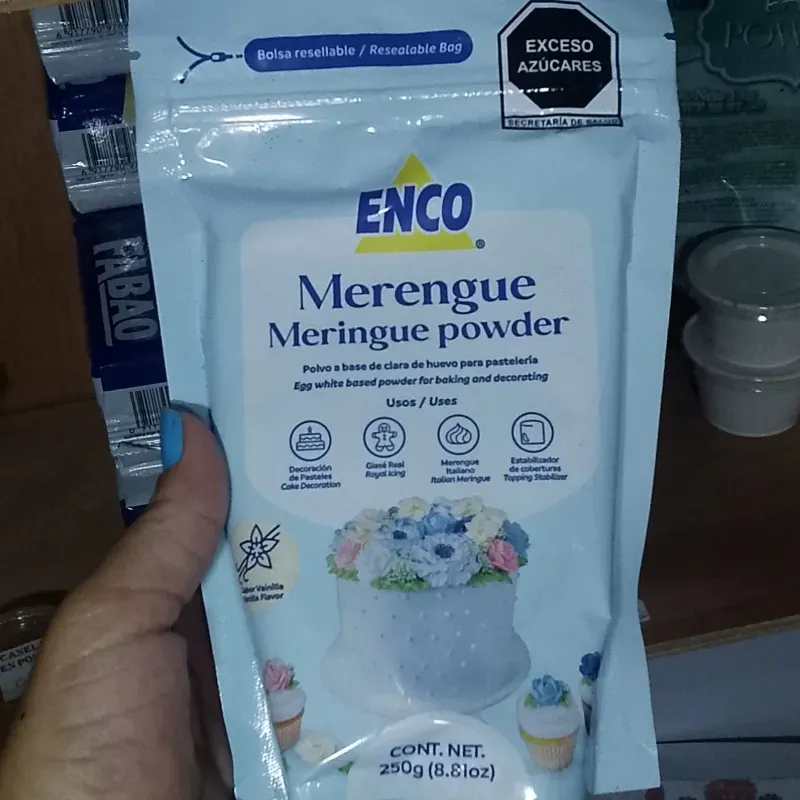 Bolsa resellable / Resealable Bag
EXCESO
AZÚCARES
SECRETARÍA DE SALUD
ENCO®
Merengue
Meringue powder
Polvo a base de clara de huevo para pastelería
Egg white based powder for baking and decorating
Usos / Uses
Decoración
de Pasteles
Cake Decoration
Glasé Real
Royal Icing
Merengue
Italiano
Italian Meringue
Estabilizador
de coberturas
Topping Stabilizer
Vainilla
Flavor
CONT. NET.
250g (8.81oz)
FABAO
POW